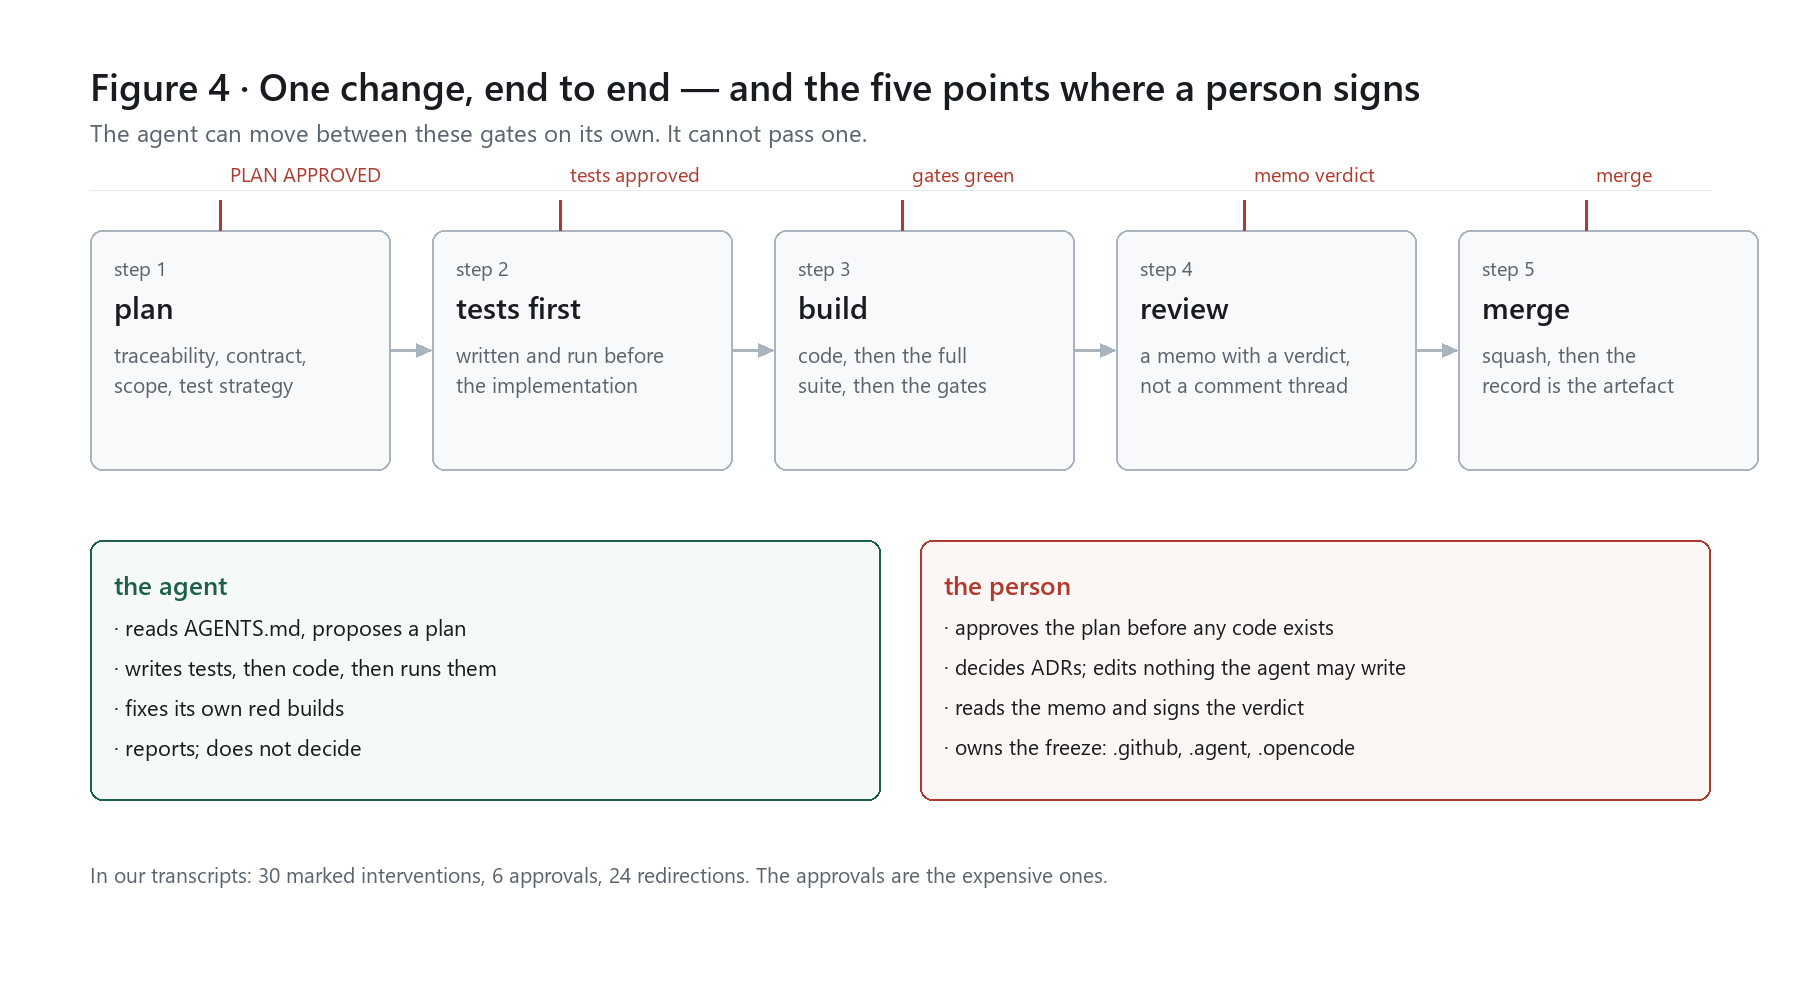 Figure 4 · One change, end to end — and the five points where a person signs
The agent can move between these gates on its own. It cannot pass one.
PLAN APPROVED
tests approved
gates green
memo verdict
merge
step 1
plan
traceability, contract,
scope, test strategy
step 2
tests first
written and run before
the implementation
step 3
build
code, then the full
suite, then the gates
step 4
review
a memo with a verdict,
not a comment thread
step 5
merge
squash, then the
record is the artefact
the agent
· reads AGENTS.md, proposes a plan
· writes tests, then code, then runs them
· fixes its own red builds
· reports; does not decide
the person
· approves the plan before any code exists
· decides ADRs; edits nothing the agent may write
· reads the memo and signs the verdict
· owns the freeze: .github, .agent, .opencode
In our transcripts: 30 marked interventions, 6 approvals, 24 redirections. The approvals are the expensive ones.